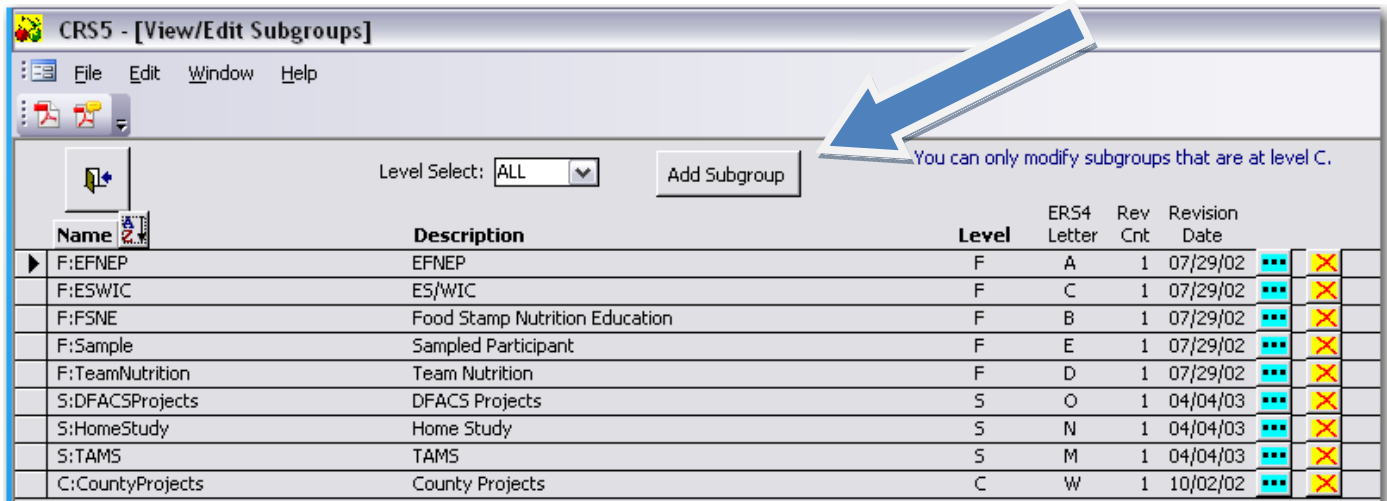 CRS5 - [View/Edit Subgroups]
File Edit Window Help
Level Select: ALL Add Subgroup You can only modify subgroups that are at level C.
ERS4 Rev Revision
Name Description Level Letter Cnt Date
F:EFNEP EFNEP F A 1 07/29/02
F:ESWIC ES/WIC F C 1 07/29/02
F:FSNE Food Stamp Nutrition Education F B 1 07/29/02
F:Sample Sampled Participant F E 1 07/29/02
F:TeamNutrition Team Nutrition F D 1 07/29/02
S:DFACSProjects DFACS Projects S O 1 04/04/03
S:HomeStudy Home Study S N 1 04/04/03
S:TAMS TAMS S M 1 04/04/03
C:CountyProjects County Projects C W 1 10/02/02